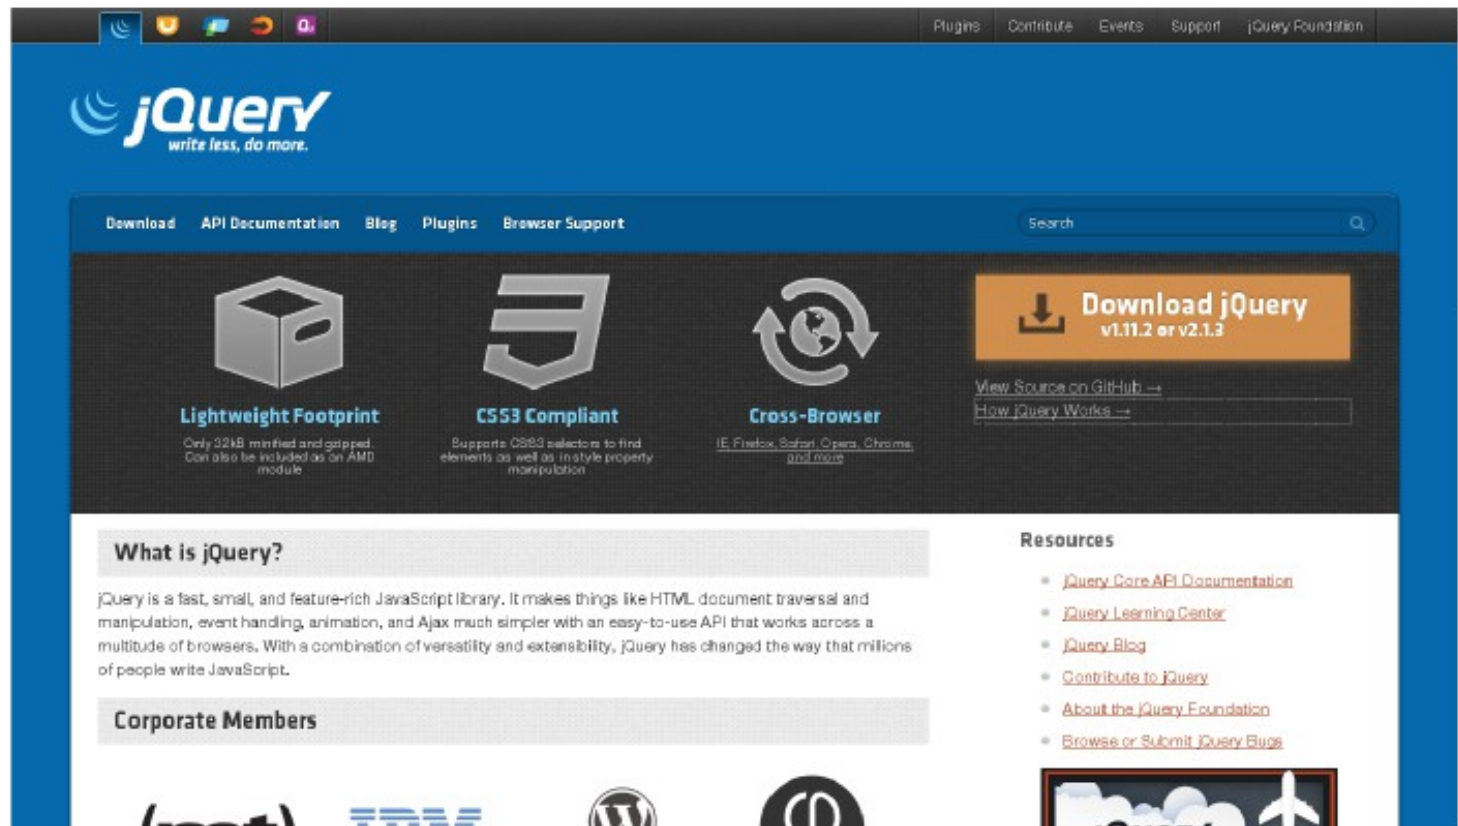 Plugins Contribute Events Support jQuery Foundation
jQuery
write less, do more.
Download API Documentation Blog Plugins Browser Support Search
Download jQuery
v1.11.2 or v2.1.3
View Source on GitHub →
How jQuery Works →
Lightweight Footprint
Only 32kB minified and gzipped.
Can also be included as an AMD
module
CSS3 Compliant
Supports CSS3 selectors to find
elements as well as in style property
manipulation
Cross-Browser
IE, Firefox, Safari, Opera, Chrome,
and more
What is jQuery?
jQuery is a fast, small, and feature-rich JavaScript library. It makes things like HTML document traversal and
manipulation, event handling, animation, and Ajax much simpler with an easy-to-use API that works across a
multitude of browsers. With a combination of versatility and extensibility, jQuery has changed the way that millions
of people write JavaScript.
Corporate Members
IBM
Resources
jQuery Core API Documentation
jQuery Learning Center
jQuery Blog
Contribute to jQuery
About the jQuery Foundation
Browse or Submit jQuery Bugs